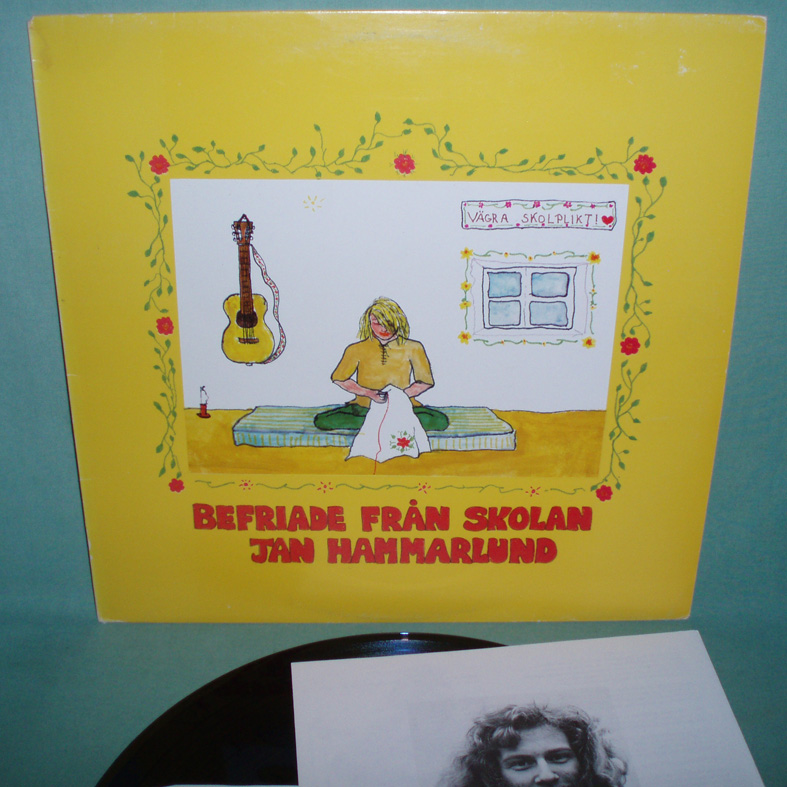 VÄGRA SKOLPLIKT!
BEFRIADE FRÅN SKOLAN
JAN HAMMARLUND